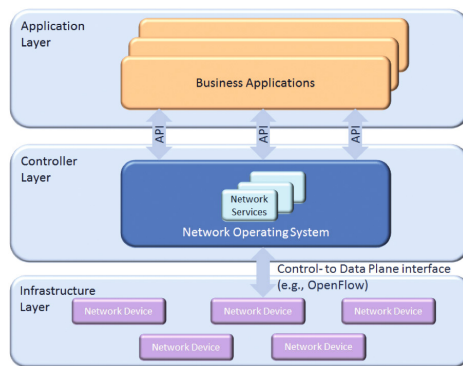 Application
Layer
Business Applications
API
API
API
Controller
Layer
Network
Services
Network Operating System
Control- to Data Plane interface
(e.g., OpenFlow)
Infrastructure
Layer
Network Device
Network Device
Network Device
Network Device
Network Device